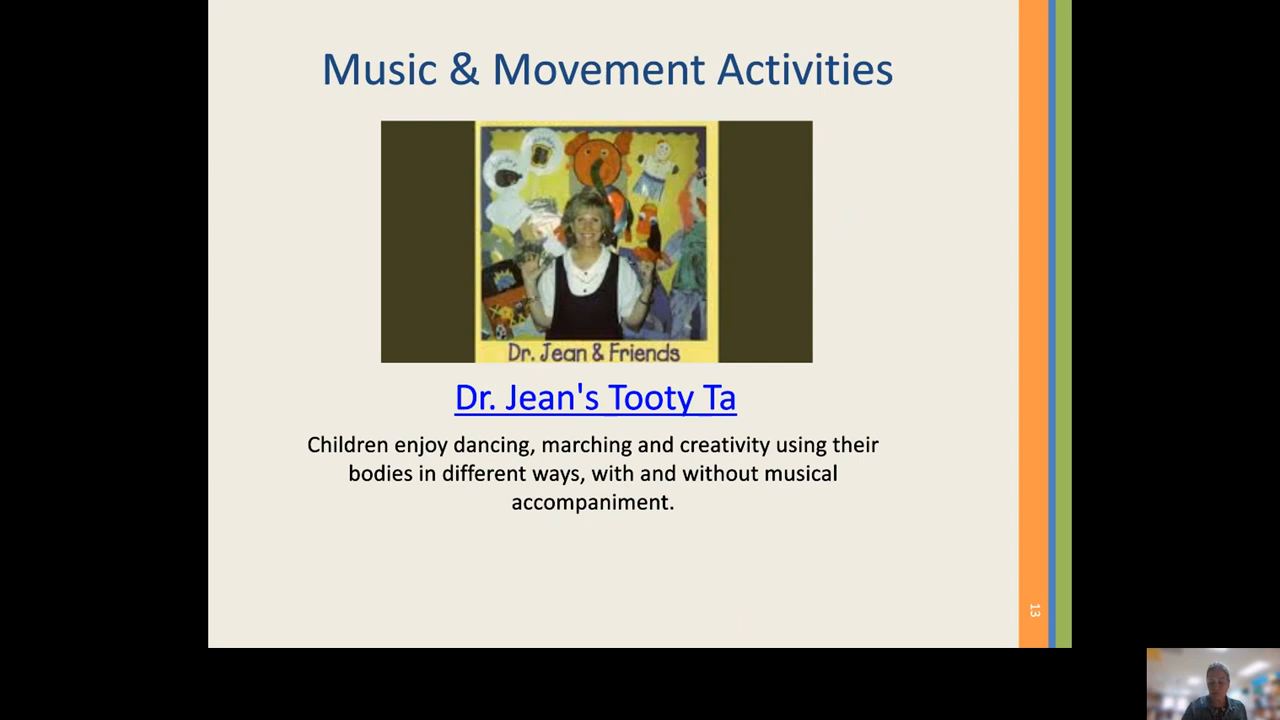 Music & Movement Activities
Dr. Jean & Friends
Dr. Jean's Tooty Ta
Children enjoy dancing, marching and creativity using their
bodies in different ways, with and without musical
accompaniment.
13